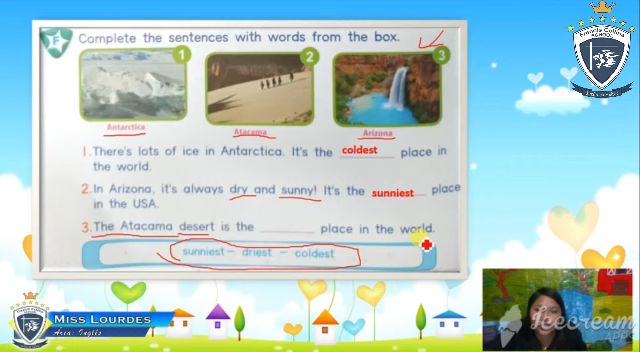 F Complete the sentences with words from the box.
1 2 3
Antarctica
Atacama
Arizona
1. There's lots of ice in Antarctica. It's the coldest place in
the world.
2. In Arizona, it's always dry and sunny! It's the sunniest place
in the USA.
3. The Atacama desert is the ________ place in the world.
sunniest – driest – coldest
MISS LOURDES
Icecream
APPS